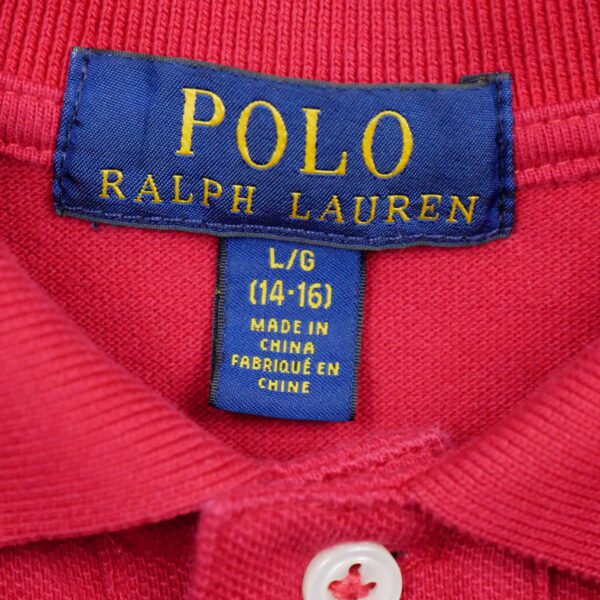 POLO
RALPH LAUREN
L/G
(14-16)
MADE IN
CHINA
FABRIQUÉ EN
CHINE